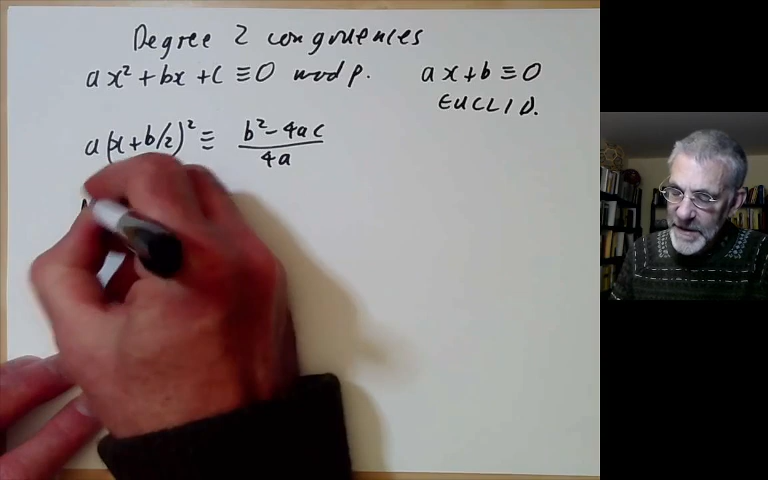 Degree 2 congruences
ax² + bx + c ≡ 0 mod p. ax + b ≡ 0
EUCLID.
a(x + b/2)² ≡ b² - 4ac / 4a